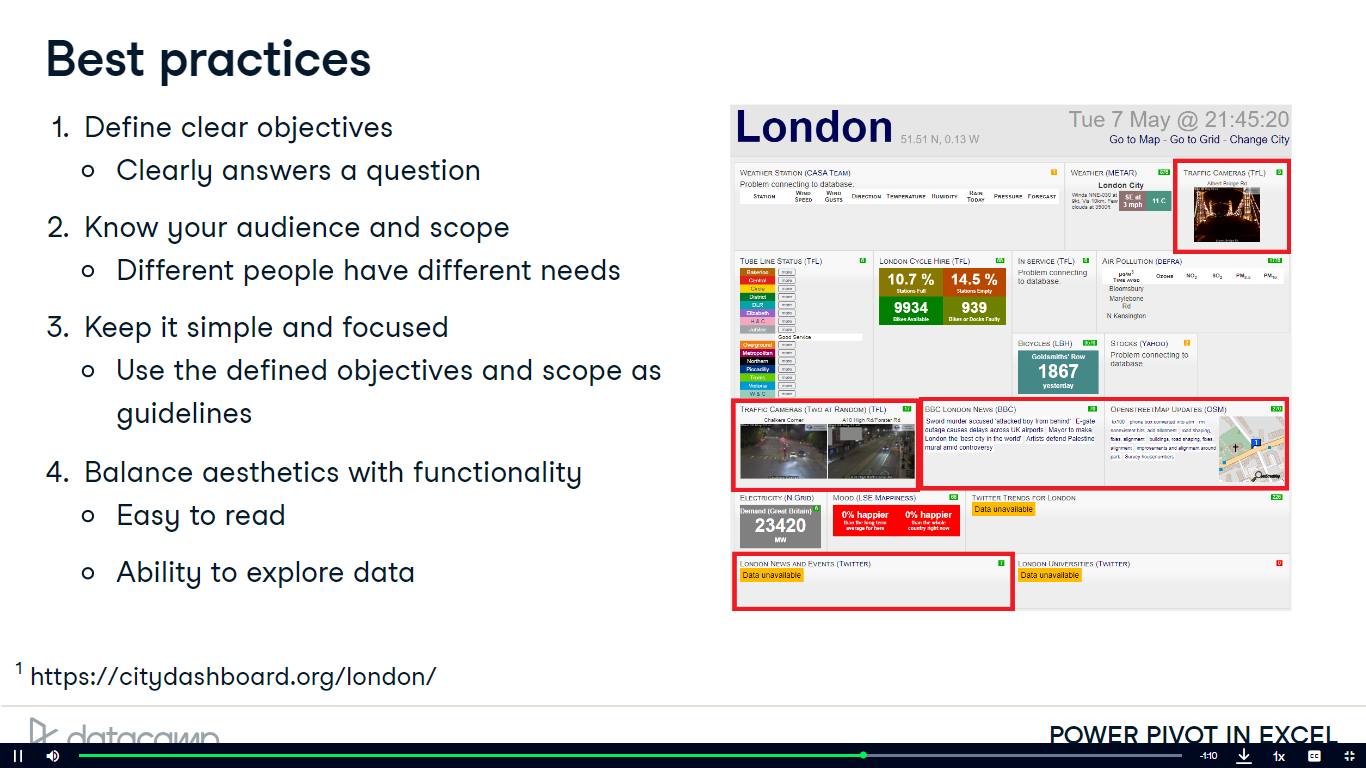 Best practices
1. Define clear objectives
Clearly answers a question
2. Know your audience and scope
Different people have different needs
3. Keep it simple and focused
Use the defined objectives and scope as
guidelines
4. Balance aesthetics with functionality
Easy to read
Ability to explore data
London 51.51 N, 0.13 W
Tue 7 May @ 21:45:20
Go to Map - Go to Grid - Change City
Weather Station (CASA Team)
Problem connecting to database.
Station Wind Speed Wind Gusts Direction Temperature Humidity Rain Today Pressure Forecast
Weather (METAR)
London City
SE at
3 mph
11 C
Traffic Cameras (TfL)
Albert Bridge Rd
Tube Line Status (TfL)
Bakerloo
Central
Circle
District
DLR
Elizabeth
H & C
Jubilee
Good Service
Overground
Metropolitan
Northern
Piccadilly
Victoria
W & C
London Cycle Hire (TfL)
10.7 %
Stations Full
14.5 %
Stations Empty
9934
Bikes Available
939
Bikes or Docks Faulty
In service (TfL)
Problem connecting
to database.
Air Pollution (DEFRA)
Ozone NO2 SO2 PM2.5 PM10
Bloomsbury
Marylebone
Rd
N Kensington
Bicycles (LBH)
Goldsmiths' Row
1867
yesterday
Stocks (Yahoo)
Problem connecting to
database.
Traffic Cameras (Two at Random) (TfL)
Chalkers Corner
A10 High Rd/Forster Rd
BBC London News (BBC)
Sword murder accused 'attacked boy from behind' E-gate
outage causes delays across UK airports Mayor to make
London the 'best city in the world' Artists defend Palestine
mural amid controversy
OpenStreetMap Updates (OSM)
Electricity (N Grid)
Demand (Great Britain)
23420
MW
Mood (LSE Mappiness)
0% happier
than the long term
average for here
0% happier
than the whole
country right now
Twitter Trends for London
Data unavailable
London News and Events (Twitter)
Data unavailable
London Universities (Twitter)
Data unavailable
1 https://citydashboard.org/london/
datacamp
POWER PIVOT IN EXCEL
-1:10
1x
CC